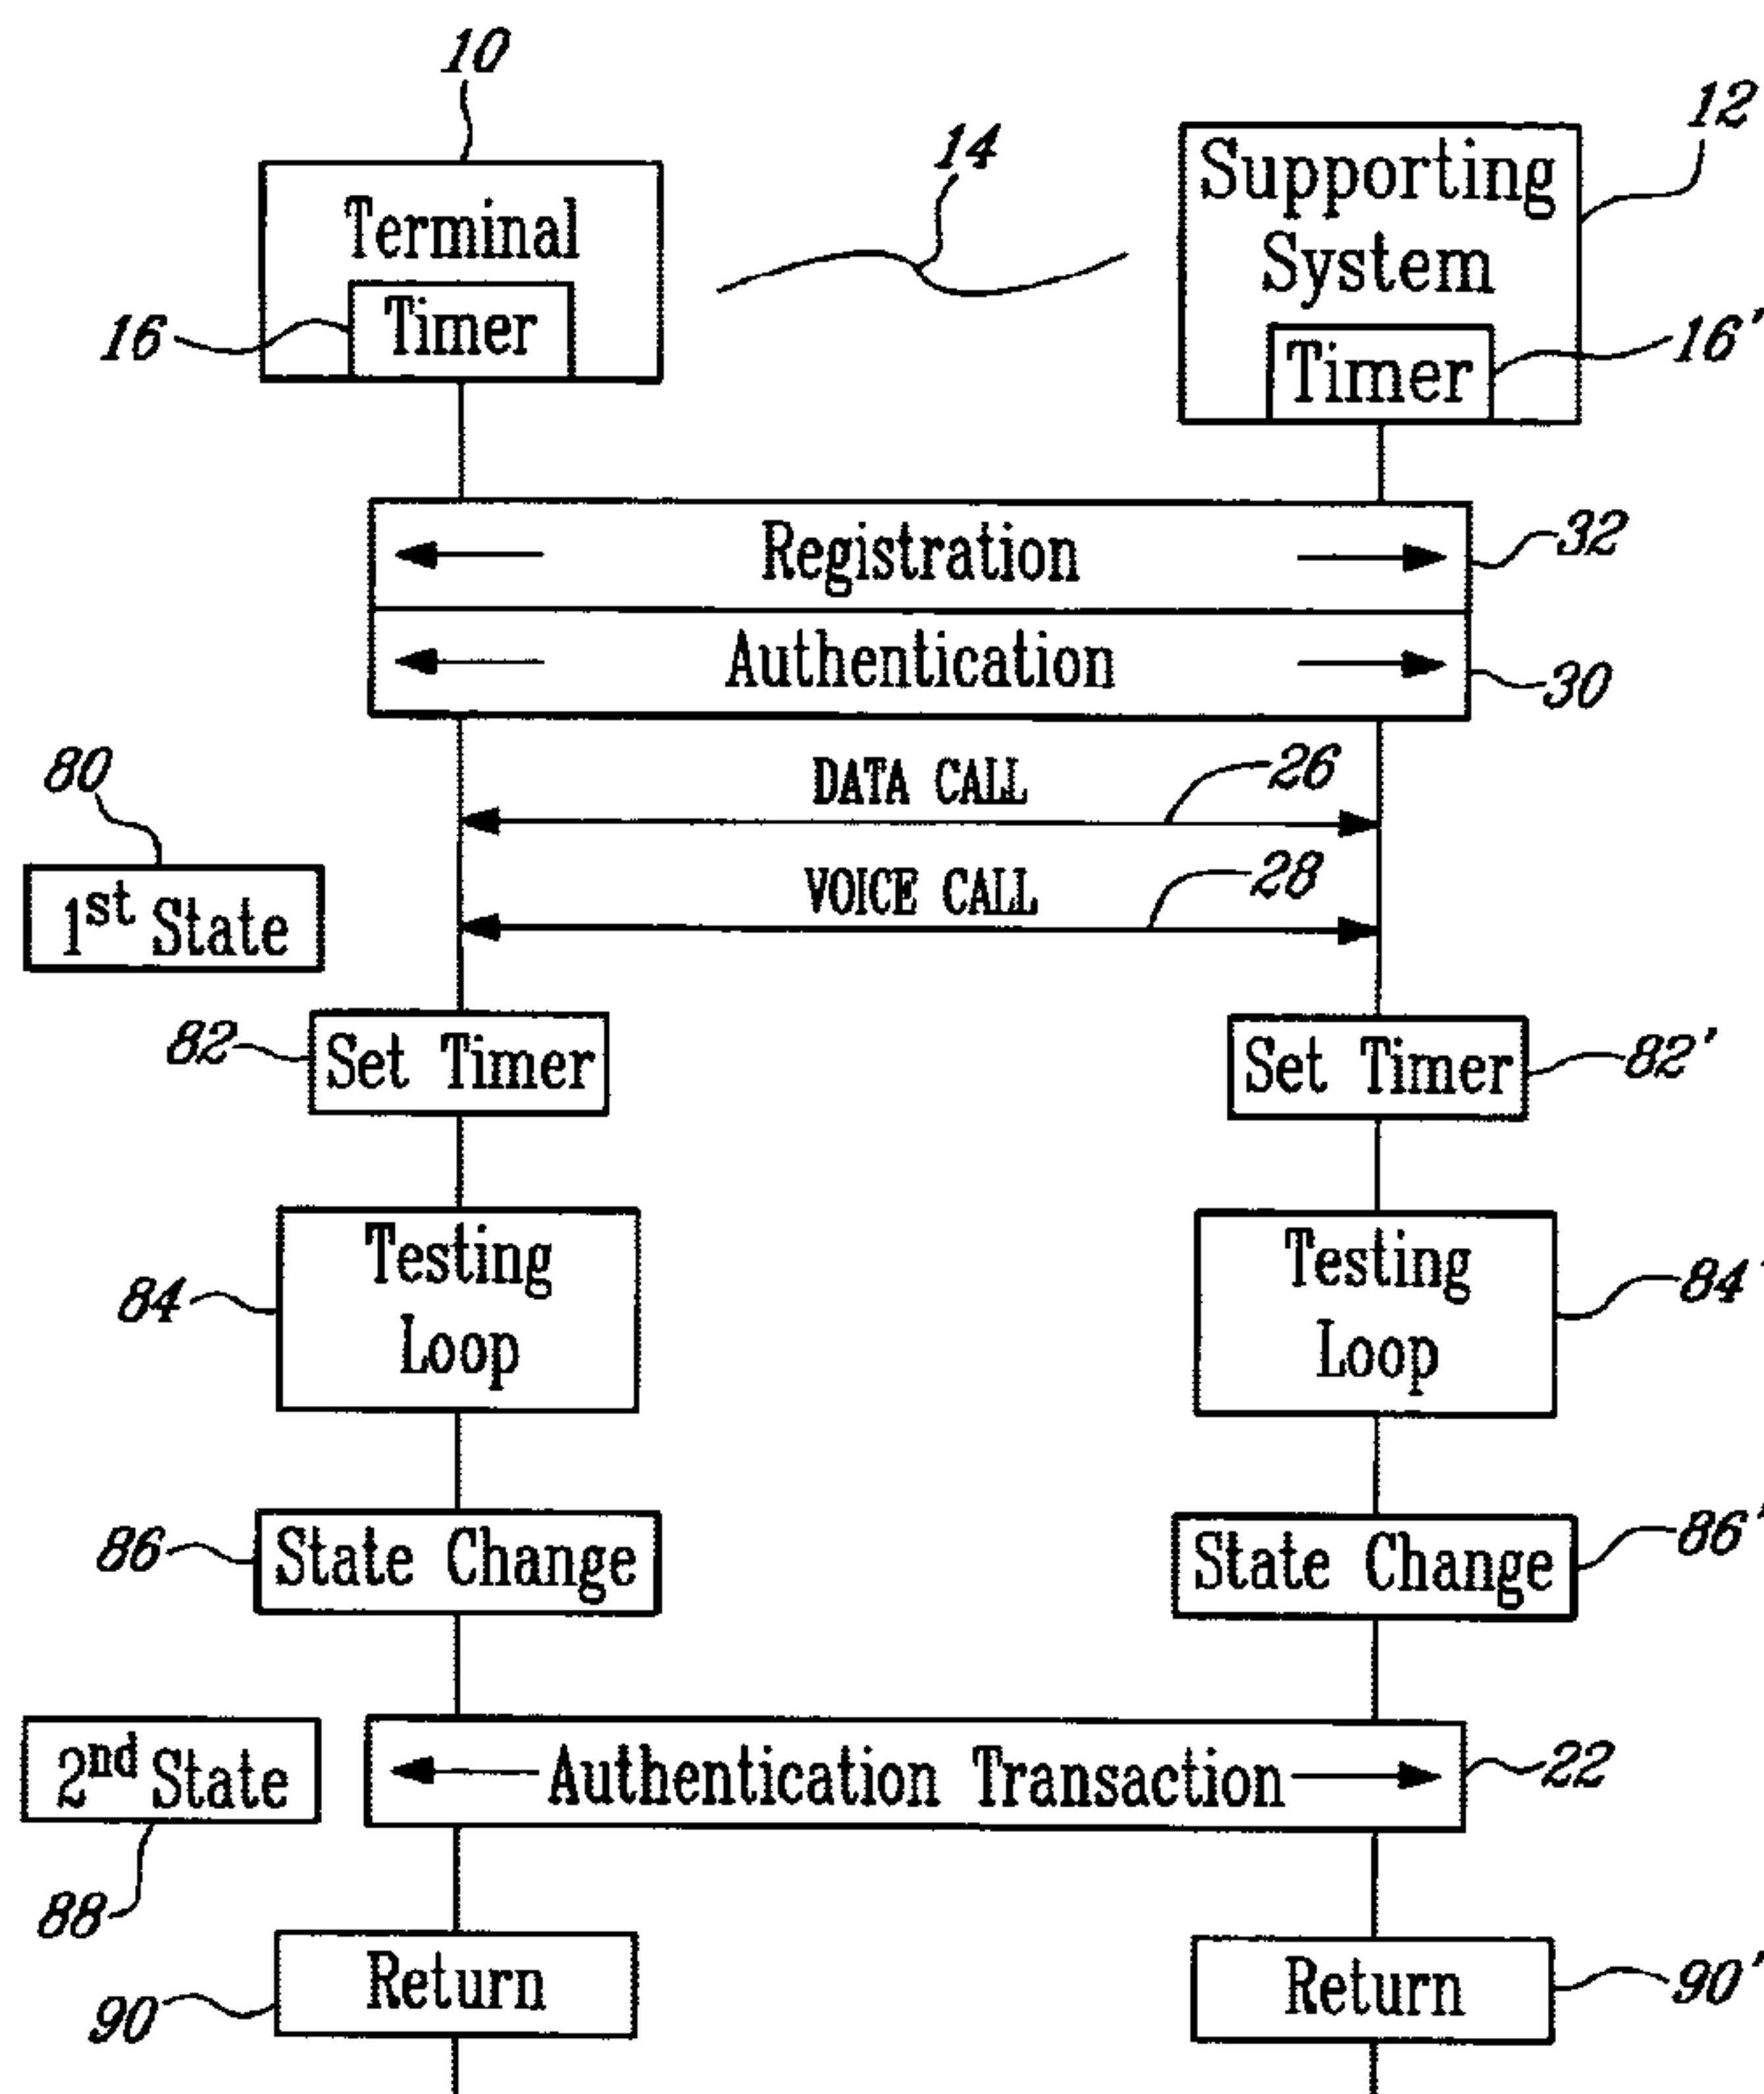 10
12
14
Supporting
System
Terminal
Timer
16
Timer
16'
Registration
32
Authentication
30
80
DATA CALL
26
1st State
VOICE CALL
28
82
Set Timer
Set Timer
82'
84
Testing
Loop
Testing
Loop
84'
86
State Change
State Change
86'
2nd State
Authentication Transaction
22
88
90
Return
Return
90'